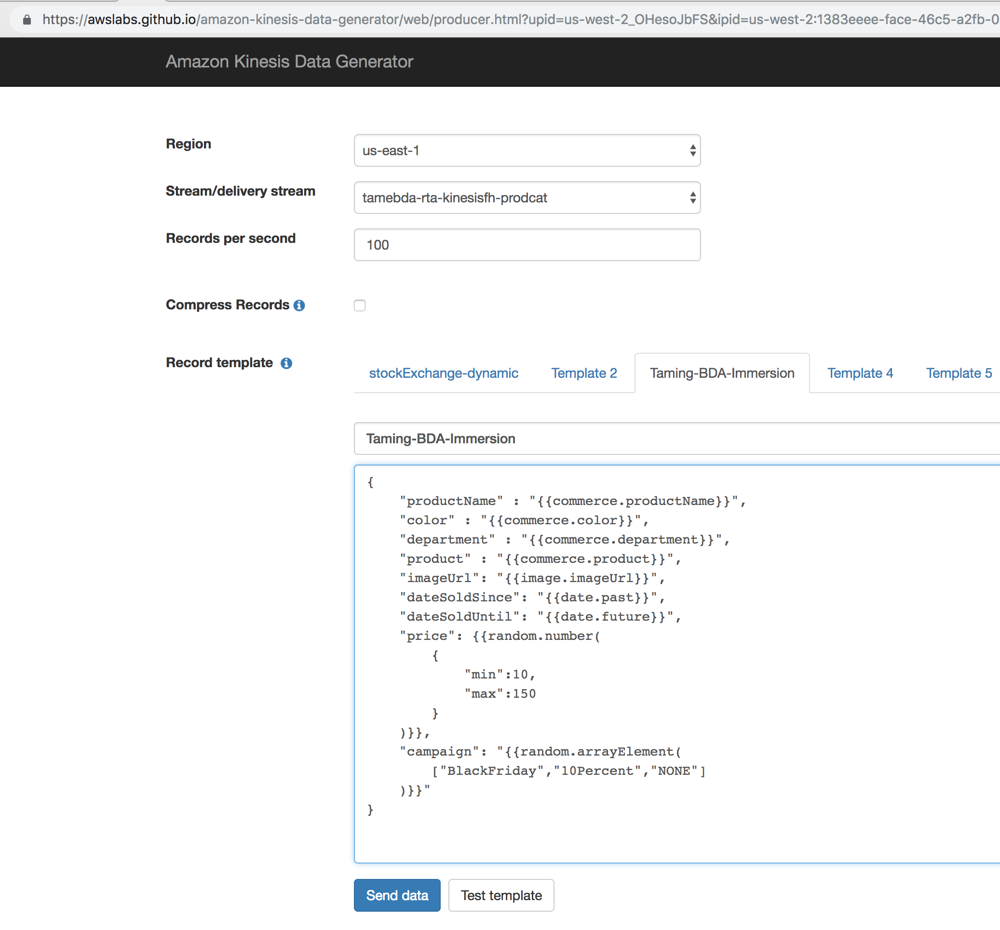 https://awslabs.github.io/amazon-kinesis-data-generator/web/producer.html?upid=us-west-2_OHesoJbFS&ipid=us-west-2:1383eeee-face-46c5-a2fb-0
Amazon Kinesis Data Generator
Region
us-east-1
Stream/delivery stream
tamebda-rta-kinesisfh-prodcat
Records per second
100
Compress Records
Record template
stockExchange-dynamic Template 2 Taming-BDA-Immersion Template 4 Template 5
Taming-BDA-Immersion
{
    "productName" : "{{commerce.productName}}",
    "color" : "{{commerce.color}}",
    "department" : "{{commerce.department}}",
    "product" : "{{commerce.product}}",
    "imageUrl": "{{image.imageUrl}}",
    "dateSoldSince": "{{date.past}}",
    "dateSoldUntil": "{{date.future}}",
    "price": {{random.number(
        {
            "min":10,
            "max":150
        }
    )}},
    "campaign": "{{random.arrayElement(
        ["BlackFriday","10Percent","NONE"]
    )}}"
}
Send data Test template